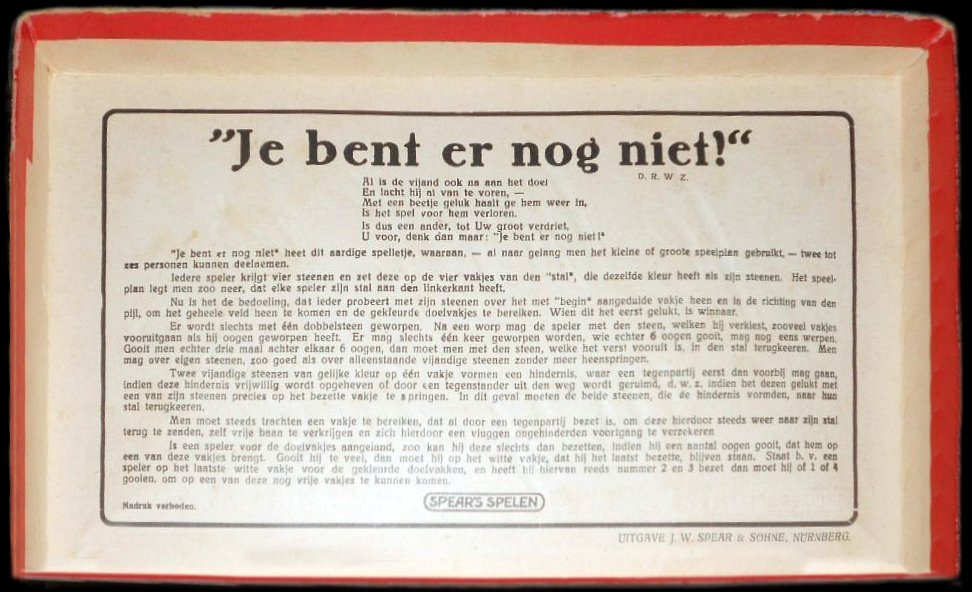 "Je bent er nog niet!"
D. R. W Z.
Al is de vijand ook na aan het doel
En lacht hij al van te voren, —
Met een beetje geluk haalt ge hem weer in,
Is het spel voor hem verloren.
Is dus een ander, tot Uw groot verdriet,
U voor, denk dan maar: "Je bent er nog niet!"
"Je bent er nog niet" heet dit aardige spelletje, waaraan, — al naar gelang men het kleine of groote speelplan gebruikt, — twee tot
zes personen kunnen deelnemen.
Iedere speler krijgt vier steenen en zet deze op de vier vakjes van den "stal", die dezelfde kleur heeft als zijn steenen. Het speel-
plan legt men zoo neer, dat elke speler zijn stal aan den linkerkant heeft.
Nu is het de bedoeling, dat ieder probeert met zijn steenen over het met "begin" aangeduide vakje heen en in de richting van den
pijl, om het geheele veld heen te komen en de gekleurde doelvakjes te bereiken. Wien dit het eerst gelukt, is winnaar.
Er wordt slechts met één dobbelsteen geworpen. Na een worp mag de speler met den steen, welken hij verkiest, zooveel vakjes
vooruitgaan als hij oogen geworpen heeft. Er mag slechts één keer geworpen worden, wie echter 6 oogen gooit, mag nog eens werpen.
Gooit men echter drie maal achter elkaar 6 oogen, dan moet men met den steen, welke het verst vooruit is, in den stal terugkeeren. Men
mag over eigen steenen, zoo goed als over alleenstaande vijandige steenen zonder meer heenspringen.
Twee vijandige steenen van gelijke kleur op één vakje vormen een hindernis, waar een tegenpartij eerst dan voorbij mag gaan,
indien deze hindernis vrijwillig wordt opgeheven of door een tegenstander uit den weg wordt geruimd, d. w. z. indien het dezen gelukt met
een van zijn steenen precies op het bezette vakje te springen. In dit geval moeten de beide steenen, die de hindernis vormden, naar hun
stal terugkeeren.
Men moet steeds trachten een vakje te bereiken, dat al door een tegenpartij bezet is, om deze hierdoor steeds weer naar zijn stal
terug te zenden, zelf vrije baan te verkrijgen en zich hierdoor een vluggen ongehinderden voortgang te verzekeren
Is een speler voor de doelvakjes aangeland, zoo kan hij deze slechts dan bezetten, indien hij een aantal oogen gooit, dat hem op
een van deze vakjes brengt. Gooit hij te veel, dan moet hij op het witte vakje, dat hij het laatst bezette, blijven staan. Staat b. v. een
speler op het laatste witte vakje voor de gekleurde doelvakken, en heeft hij hiervan reeds nummer 2 en 3 bezet dan moet hij of 1 of 4
gooien, om op een van deze nog vrije vakjes te kunnen komen.
Nadruk verboden.
SPEAR'S SPELEN
UITGAVE J. W. SPEAR & SOHNE, NURNBERG.